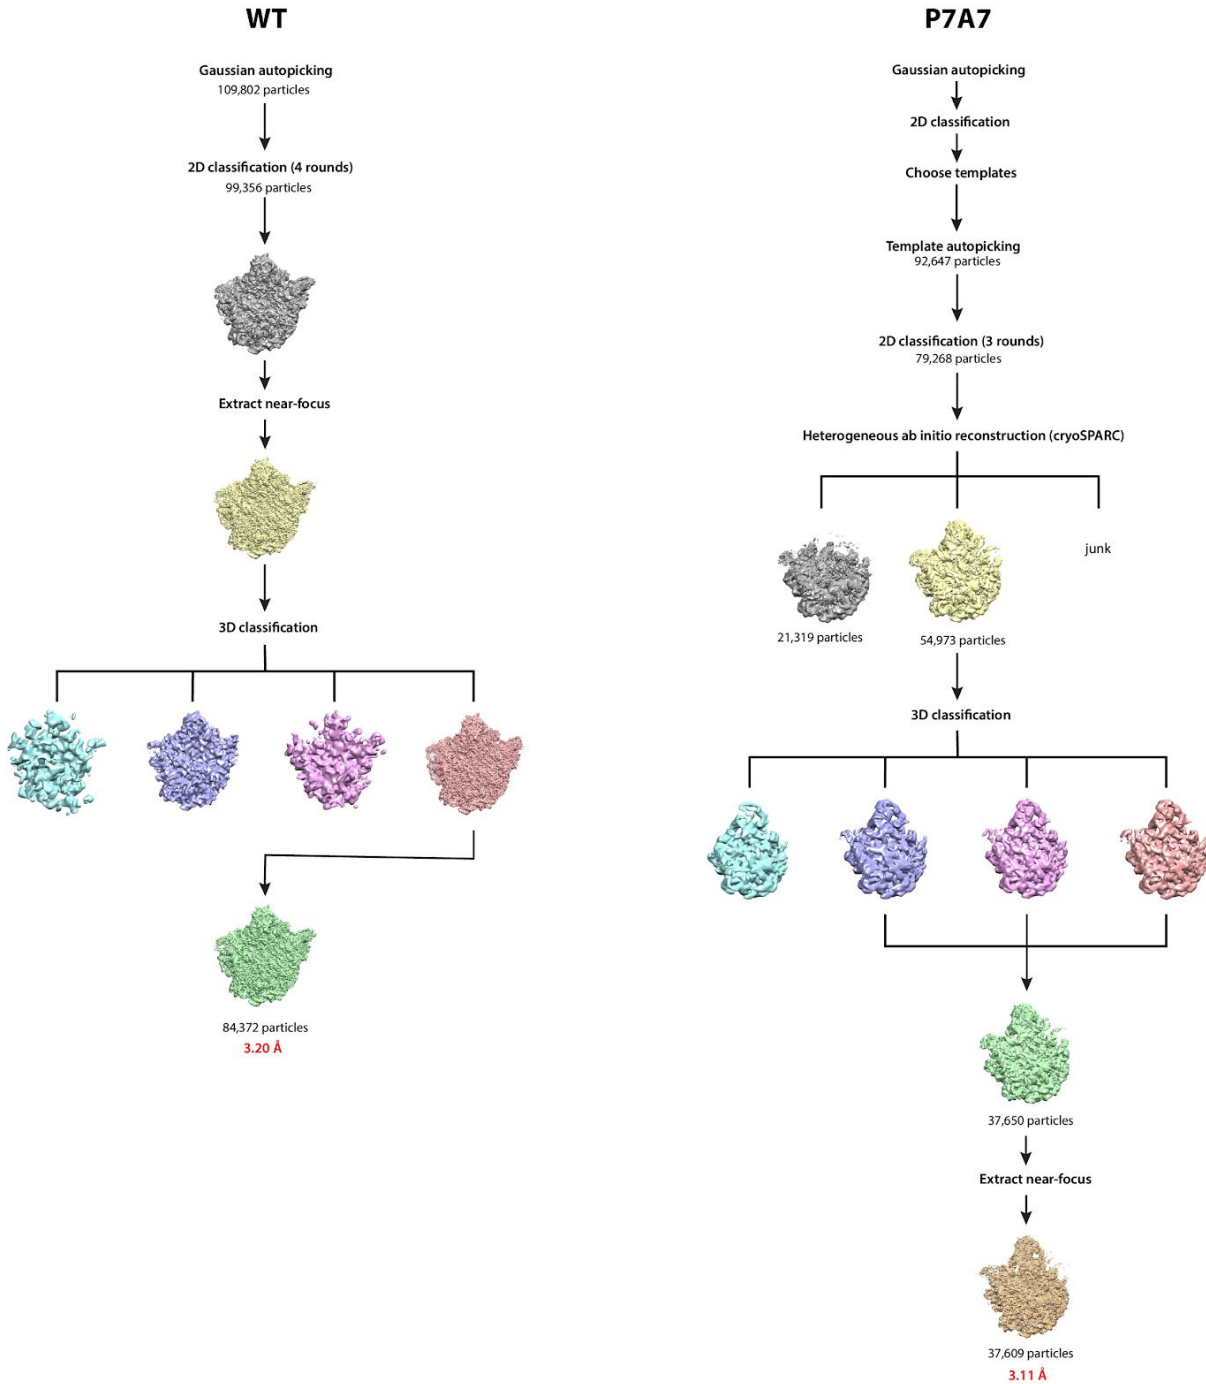 WT
Gaussian autopicking
109,802 particles
2D classification (4 rounds)
99,356 particles
Extract near-focus
3D classification
84,372 particles
3.20 Å
P7A7
Gaussian autopicking
2D classification
Choose templates
Template autopicking
92,647 particles
2D classification (3 rounds)
79,268 particles
Heterogeneous ab initio reconstruction (cryoSPARC)
junk
21,319 particles
54,973 particles
3D classification
37,650 particles
Extract near-focus
37,609 particles
3.11 Å